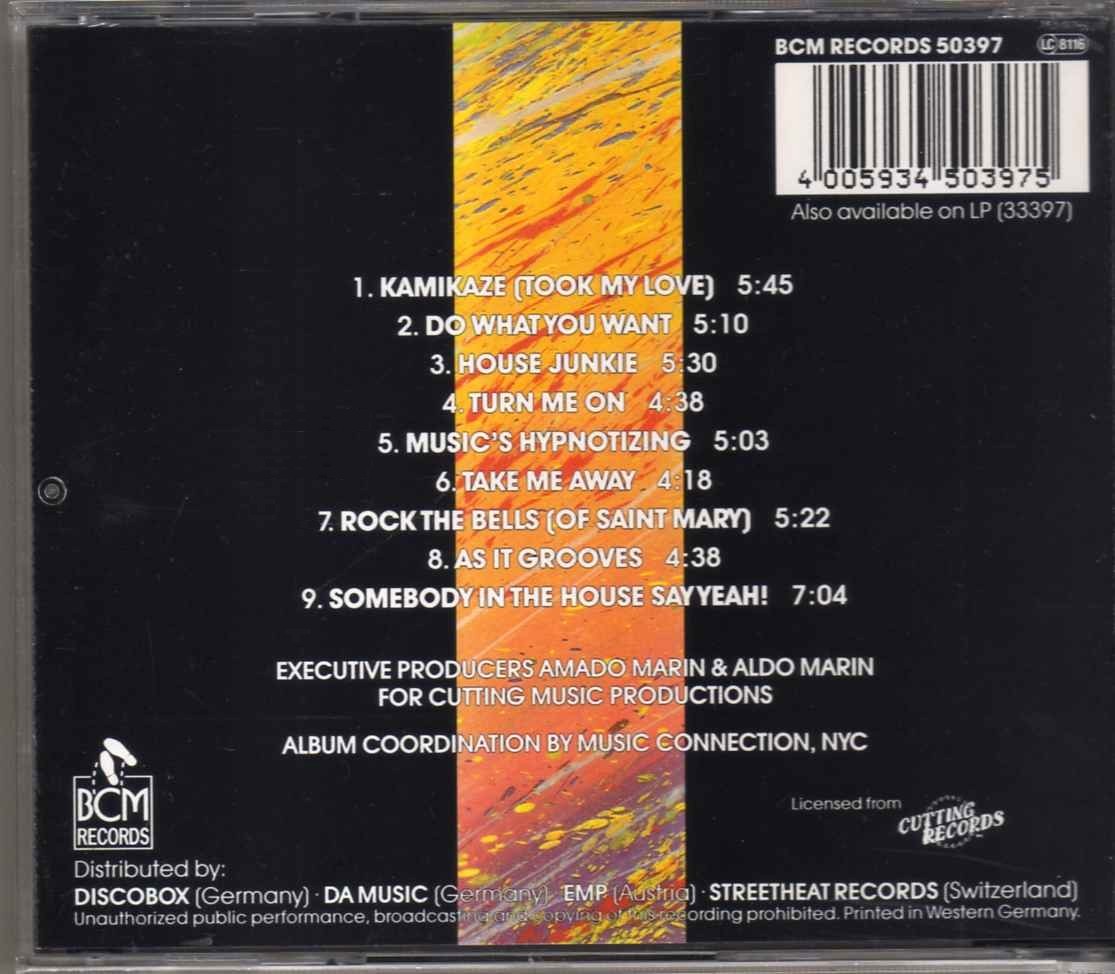 BCM RECORDS 50397
LC 8116
4 005934 503975
Also available on LP (33397)
1. KAMIKAZE (TOOK MY LOVE) 5:45
2. DO WHAT YOU WANT 5:10
3. HOUSE JUNKIE 5:30
4. TURN ME ON 4:38
5. MUSIC'S HYPNOTIZING 5:03
6. TAKE ME AWAY 4:18
7. ROCK THE BELLS (OF SAINT MARY) 5:22
8. AS IT GROOVES 4:38
9. SOMEBODY IN THE HOUSE SAY YEAH! 7:04
EXECUTIVE PRODUCERS AMADO MARIN & ALDO MARIN
FOR CUTTING MUSIC PRODUCTIONS
ALBUM COORDINATION BY MUSIC CONNECTION, NYC
BCM
RECORDS
Licensed from
CUTTING
RECORDS
Distributed by:
DISCOBOX (Germany) · DA MUSIC (Germany) · EMP (Austria) · STREETHEAT RECORDS (Switzerland)
Unauthorized public performance, broadcasting and copying of this recording prohibited. Printed in Western Germany.